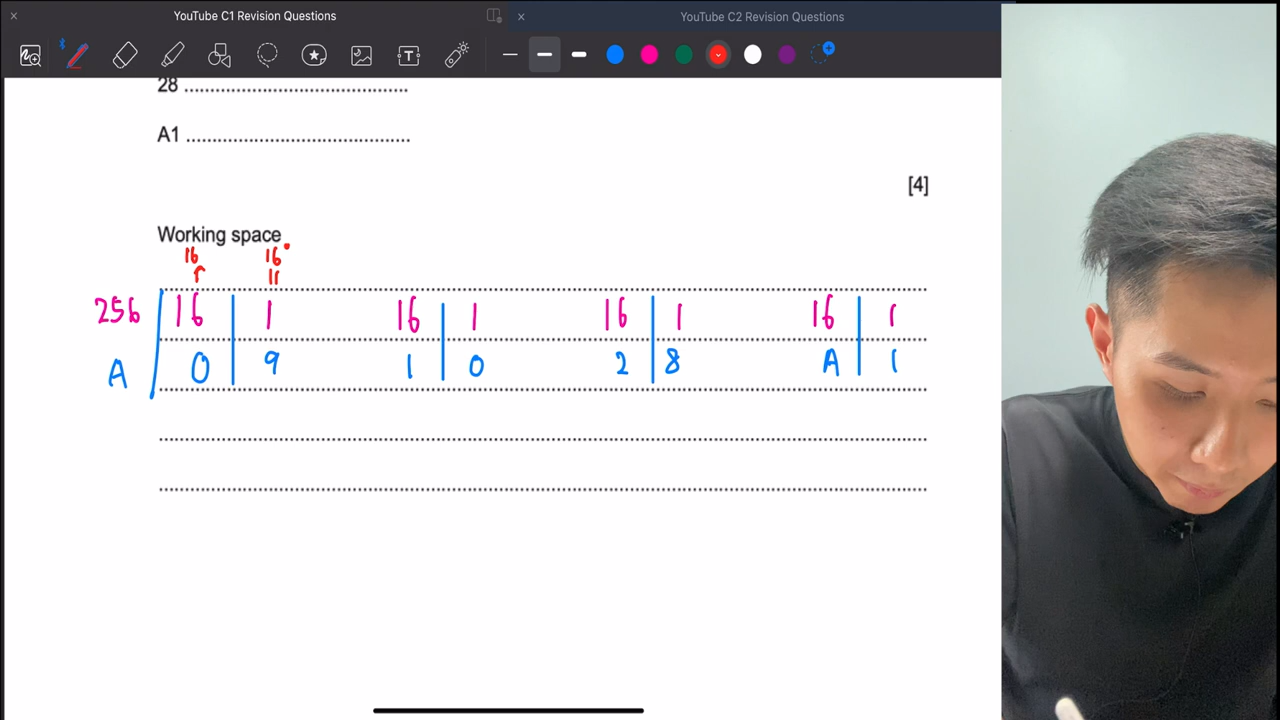 YouTube C1 Revision Questions YouTube C2 Revision Questions
28 ..........................................
A1 ..........................................
[4]
Working space
16 16
256 16 1 16 1 16 1 16 1
A 0 9 1 0 2 8 A 1